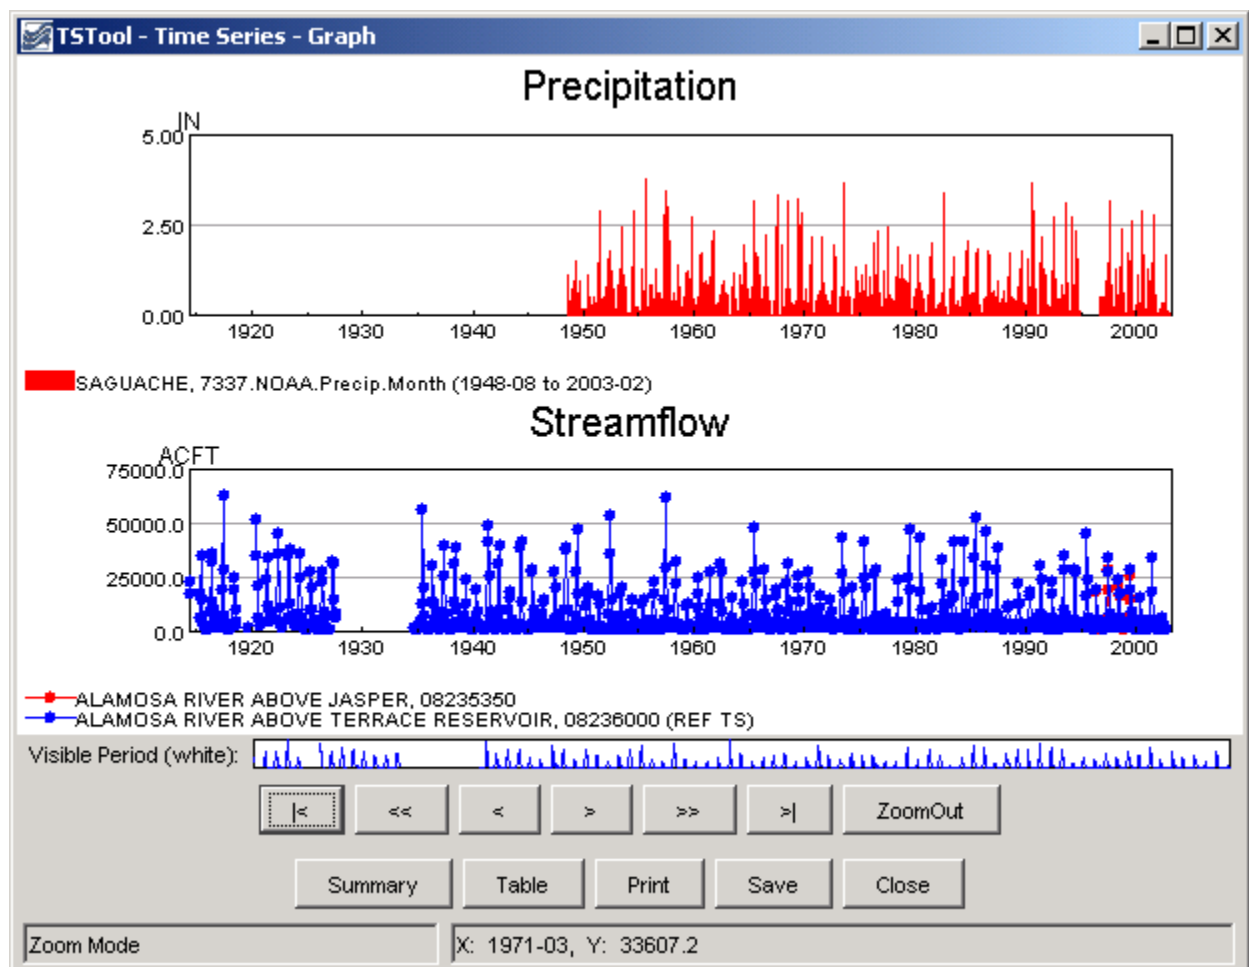 TSTool - Time Series - Graph
Precipitation
IN
5.00
2.50
0.00
1920 1930 1940 1950 1960 1970 1980 1990 2000
SAGUACHE, 7337.NOAA.Precip.Month (1948-08 to 2003-02)
Streamflow
ACFT
75000.0
50000.0
25000.0
0.0
1920 1930 1940 1950 1960 1970 1980 1990 2000
ALAMOSA RIVER ABOVE JASPER, 08235350
ALAMOSA RIVER ABOVE TERRACE RESERVOIR, 08236000 (REF TS)
Visible Period (white):
|< << < > >> >| ZoomOut
Summary Table Print Save Close
Zoom Mode X: 1971-03, Y: 33607.2